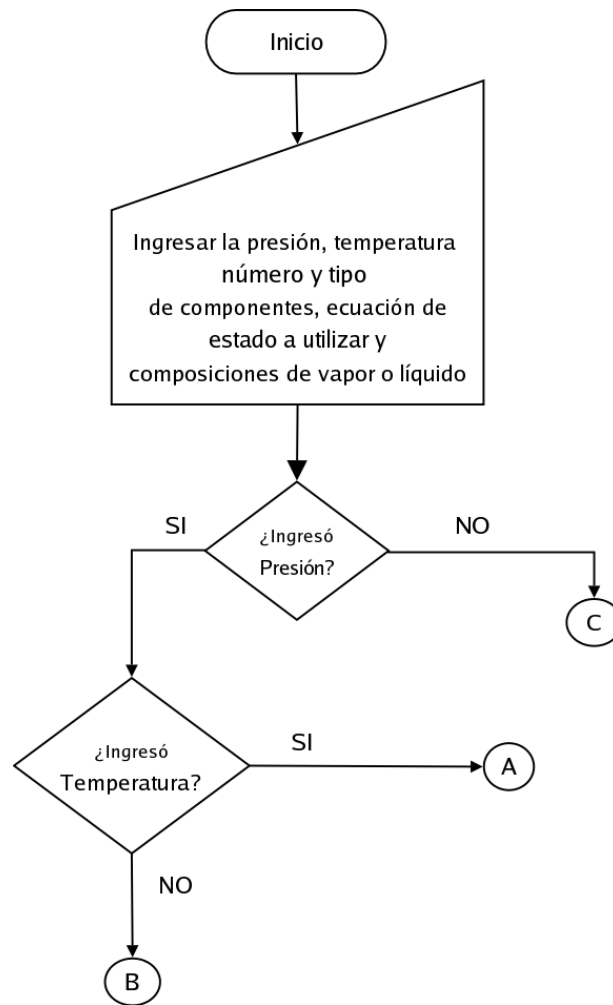 Inicio
Ingresar la presión, temperatura
número y tipo
de componentes, ecuación de
estado a utilizar y
composiciones de vapor o líquido
SI
¿Ingresó
Presión?
NO
C
¿Ingresó
Temperatura?
SI
A
NO
B